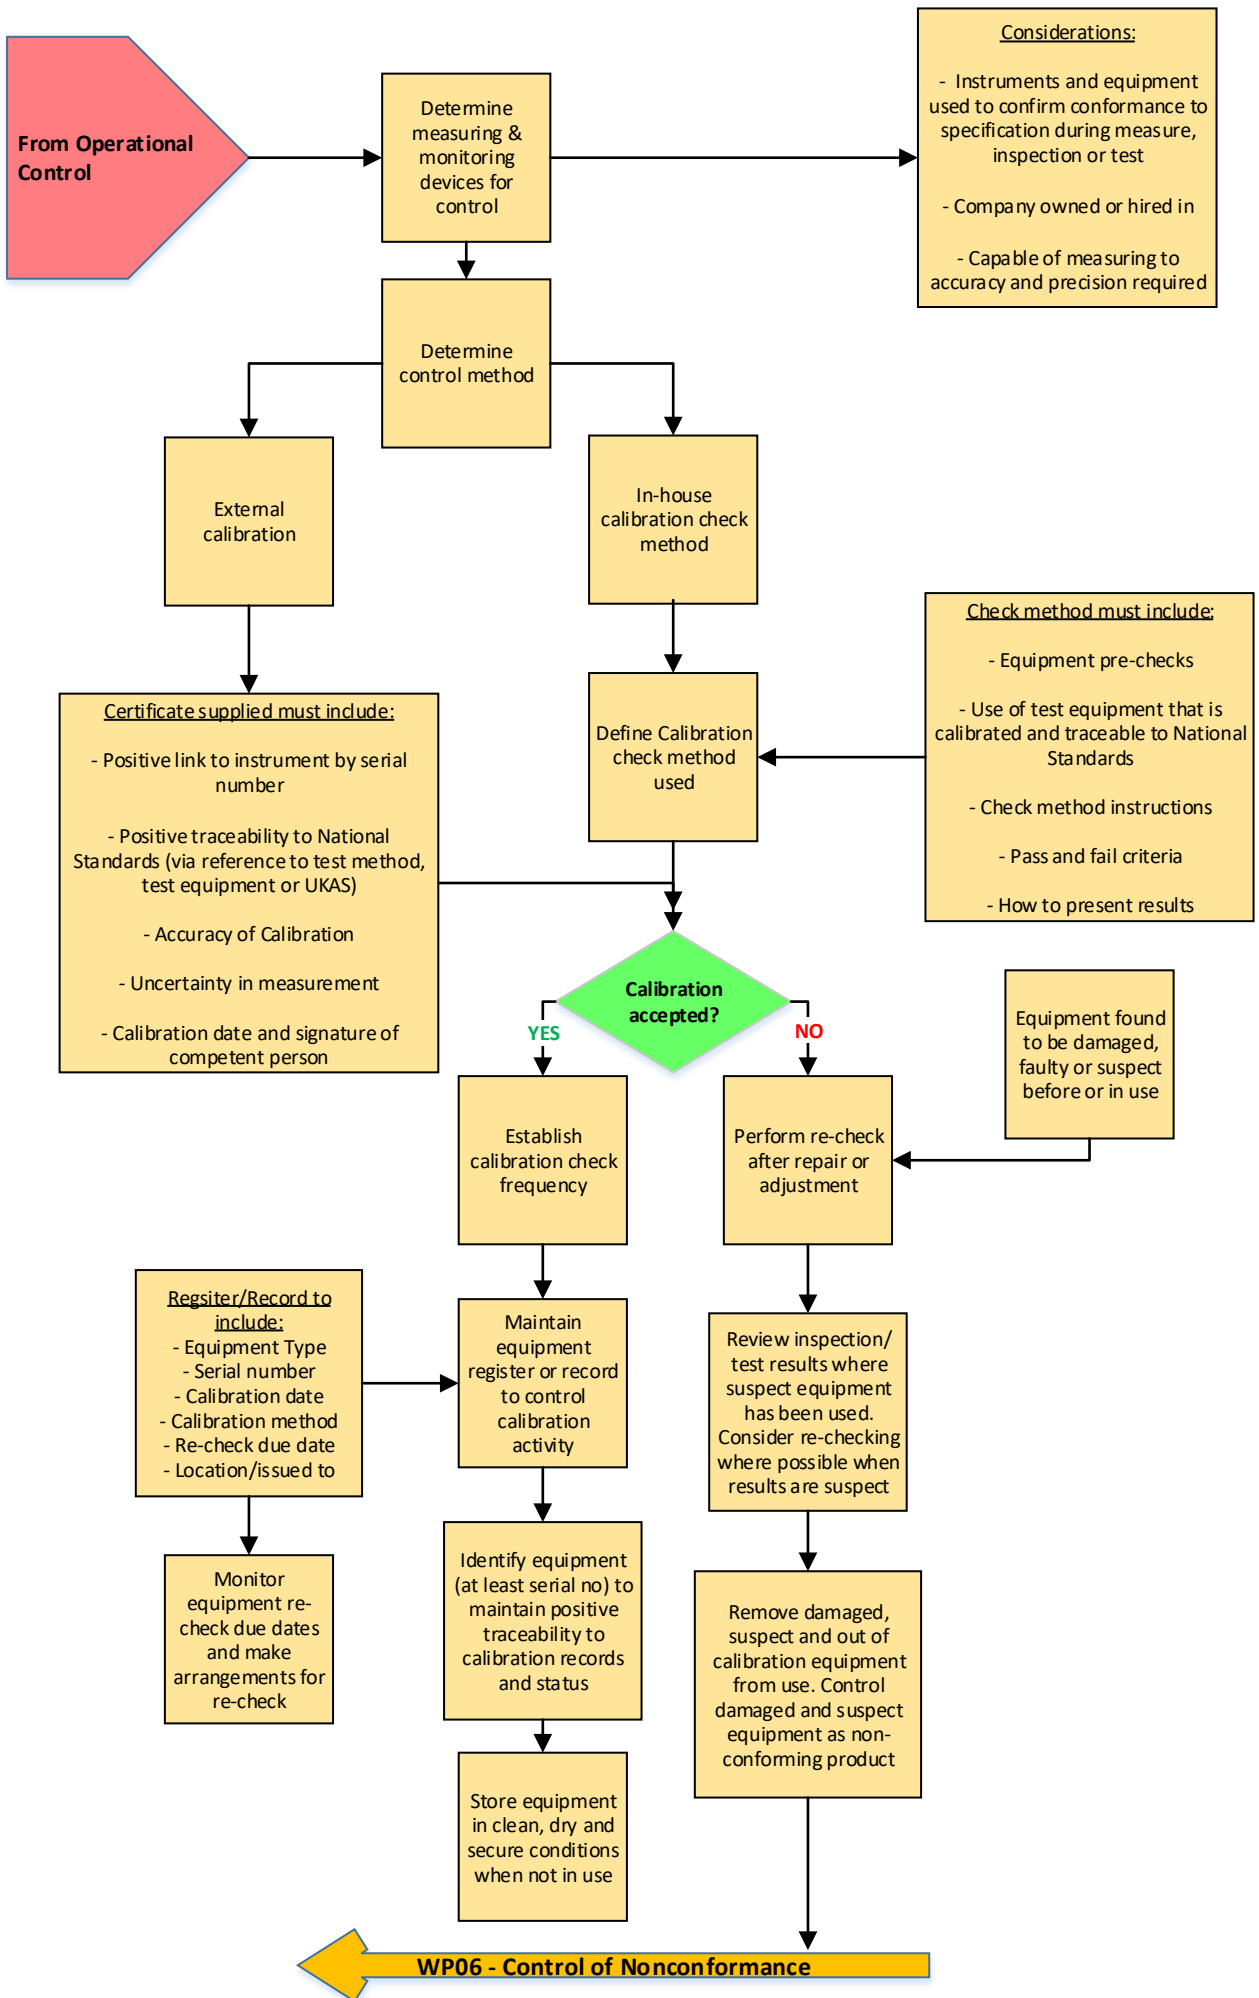 From Operational
Control
Determine
measuring &
monitoring
devices for
control
Considerations:
- Instruments and equipment
used to confirm conformance to
specification during measure,
inspection or test
- Company owned or hired in
- Capable of measuring to
accuracy and precision required
Determine
control method
External
calibration
In-house
calibration check
method
Certificate supplied must include:
- Positive link to instrument by serial
number
- Positive traceability to National
Standards (via reference to test method,
test equipment or UKAS)
- Accuracy of Calibration
- Uncertainty in measurement
- Calibration date and signature of
competent person
Define Calibration
check method
used
Check method must include:
- Equipment pre-checks
- Use of test equipment that is
calibrated and traceable to National
Standards
- Check method instructions
- Pass and fail criteria
- How to present results
Calibration
accepted?
YES
NO
Equipment found
to be damaged,
faulty or suspect
before or in use
Establish
calibration check
frequency
Perform re-check
after repair or
adjustment
Regsiter/Record to
include:
- Equipment Type
- Serial number
- Calibration date
- Calibration method
- Re-check due date
- Location/issued to
Maintain
equipment
register or record
to control
calibration
activity
Review inspection/
test results where
suspect equipment
has been used.
Consider re-checking
where possible when
results are suspect
Monitor
equipment re-
check due dates
and make
arrangements for
re-check
Identify equipment
(at least serial no) to
maintain positive
traceability to
calibration records
and status
Remove damaged,
suspect and out of
calibration equipment
from use. Control
damaged and suspect
equipment as non-
conforming product
Store equipment
in clean, dry and
secure conditions
when not in use
WP06 - Control of Nonconformance